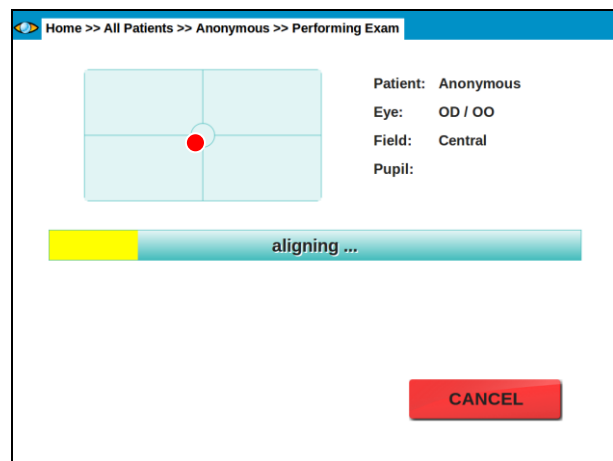 Home >> All Patients >> Anonymous >> Performing Exam
Patient: Anonymous
Eye: OD / OO
Field: Central
Pupil:
aligning ...
CANCEL